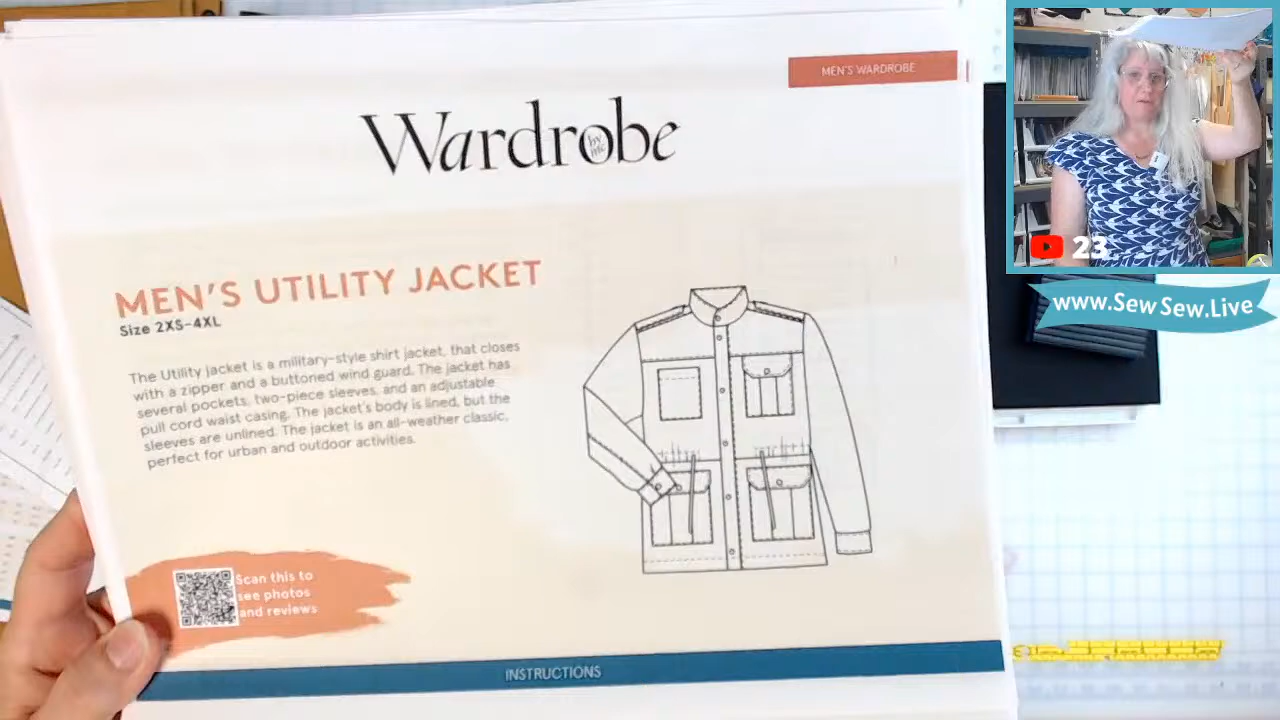 MEN'S WARDROBE
Wardrobe
by me
MEN'S UTILITY JACKET
Size 2XS-4XL
The Utility jacket is a military-style shirt jacket, that closes
with a zipper and a buttoned wind guard. The jacket has
several pockets, two-piece sleeves, and an adjustable
pull cord waist casing. The jacket's body is lined, but the
sleeves are unlined. The jacket is an all-weather classic,
perfect for urban and outdoor activities.
Scan this to
see photos
and reviews
INSTRUCTIONS
23
www.SewSew.Live